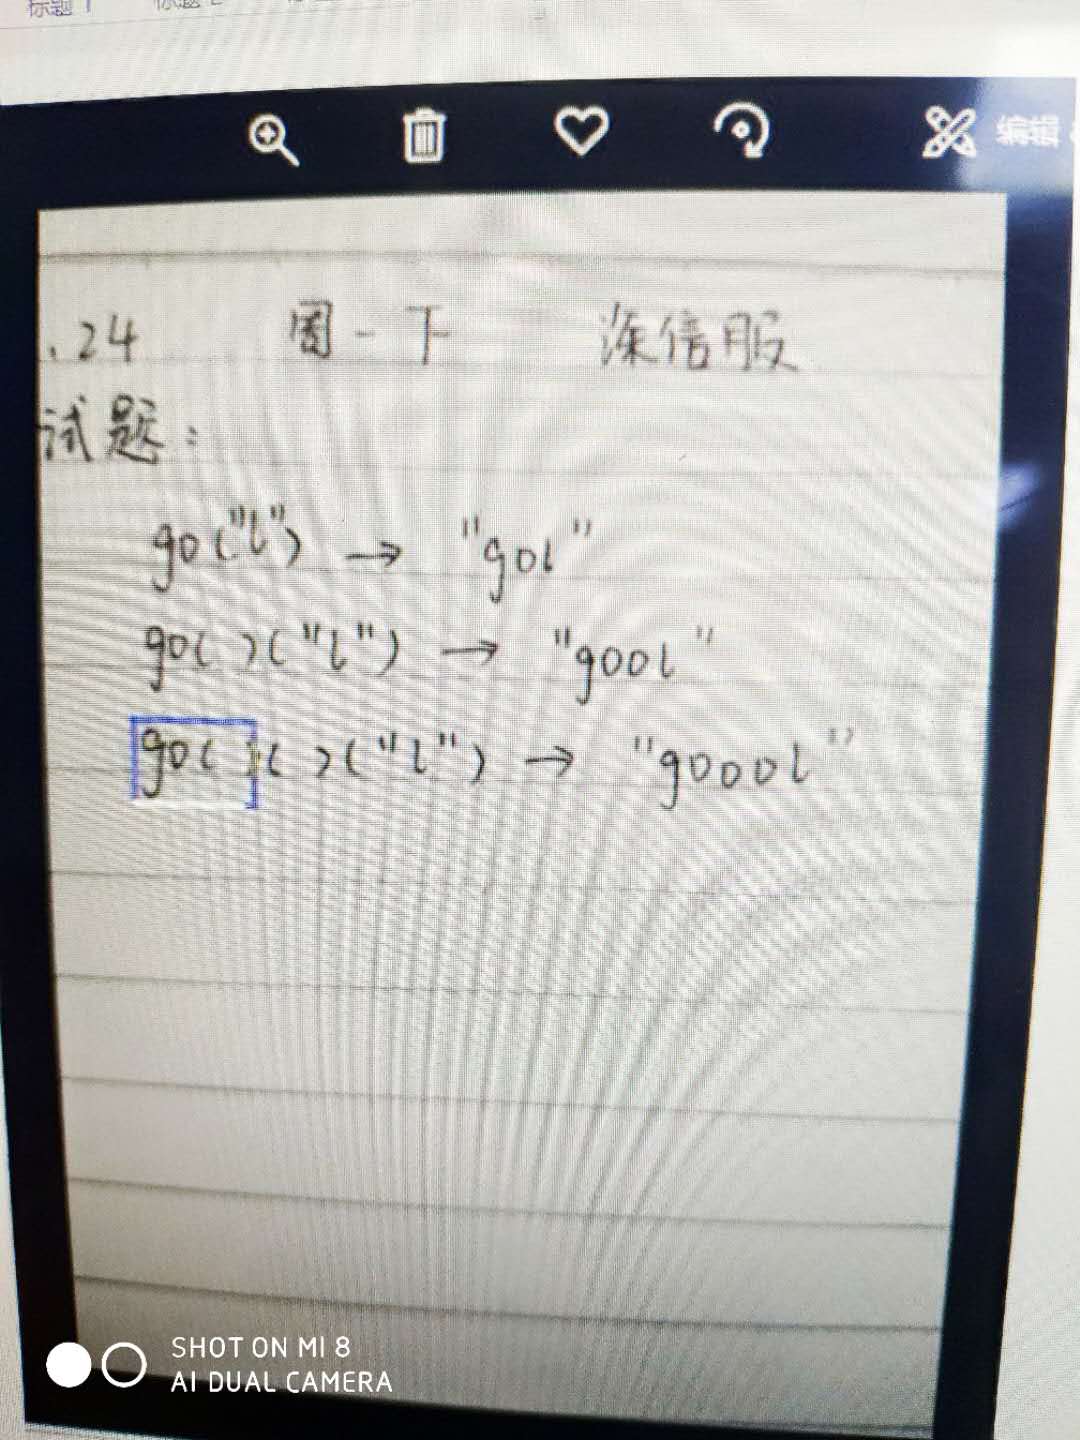 标题 1 标题 2
编辑
.24 周一下 深信服
试题：
go("l") → "gol"
go()("l") → "gool"
go()()("l") → "goool"
SHOT ON MI 8
AI DUAL CAMERA